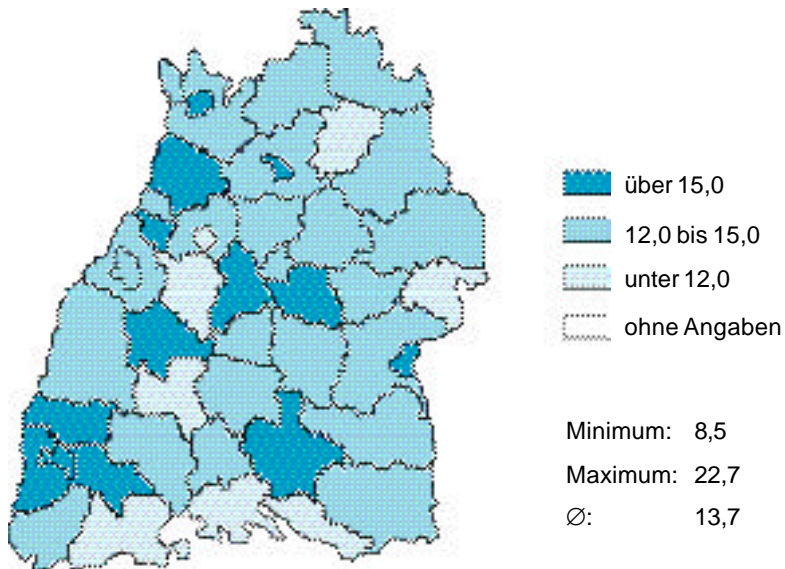 über 15,0
12,0 bis 15,0
unter 12,0
ohne Angaben
Minimum: 8,5
Maximum: 22,7
∅: 13,7